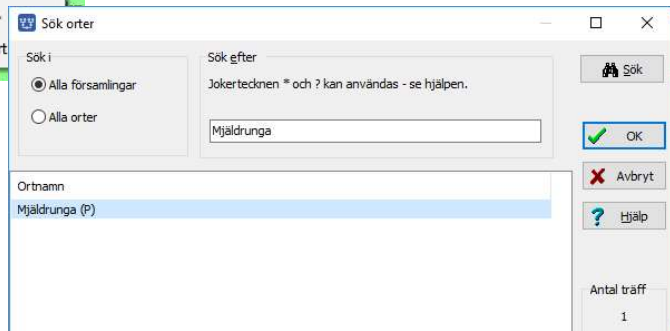 rt
Sök orter
Sök i
Alla församlingar
Alla orter
Sök efter
Jokertecknen * och ? kan användas - se hjälpen.
Mjäldrunga
Sök
OK
Avbryt
Hjälp
Ortnamn
Mjäldrunga (P)
Antal träff
1